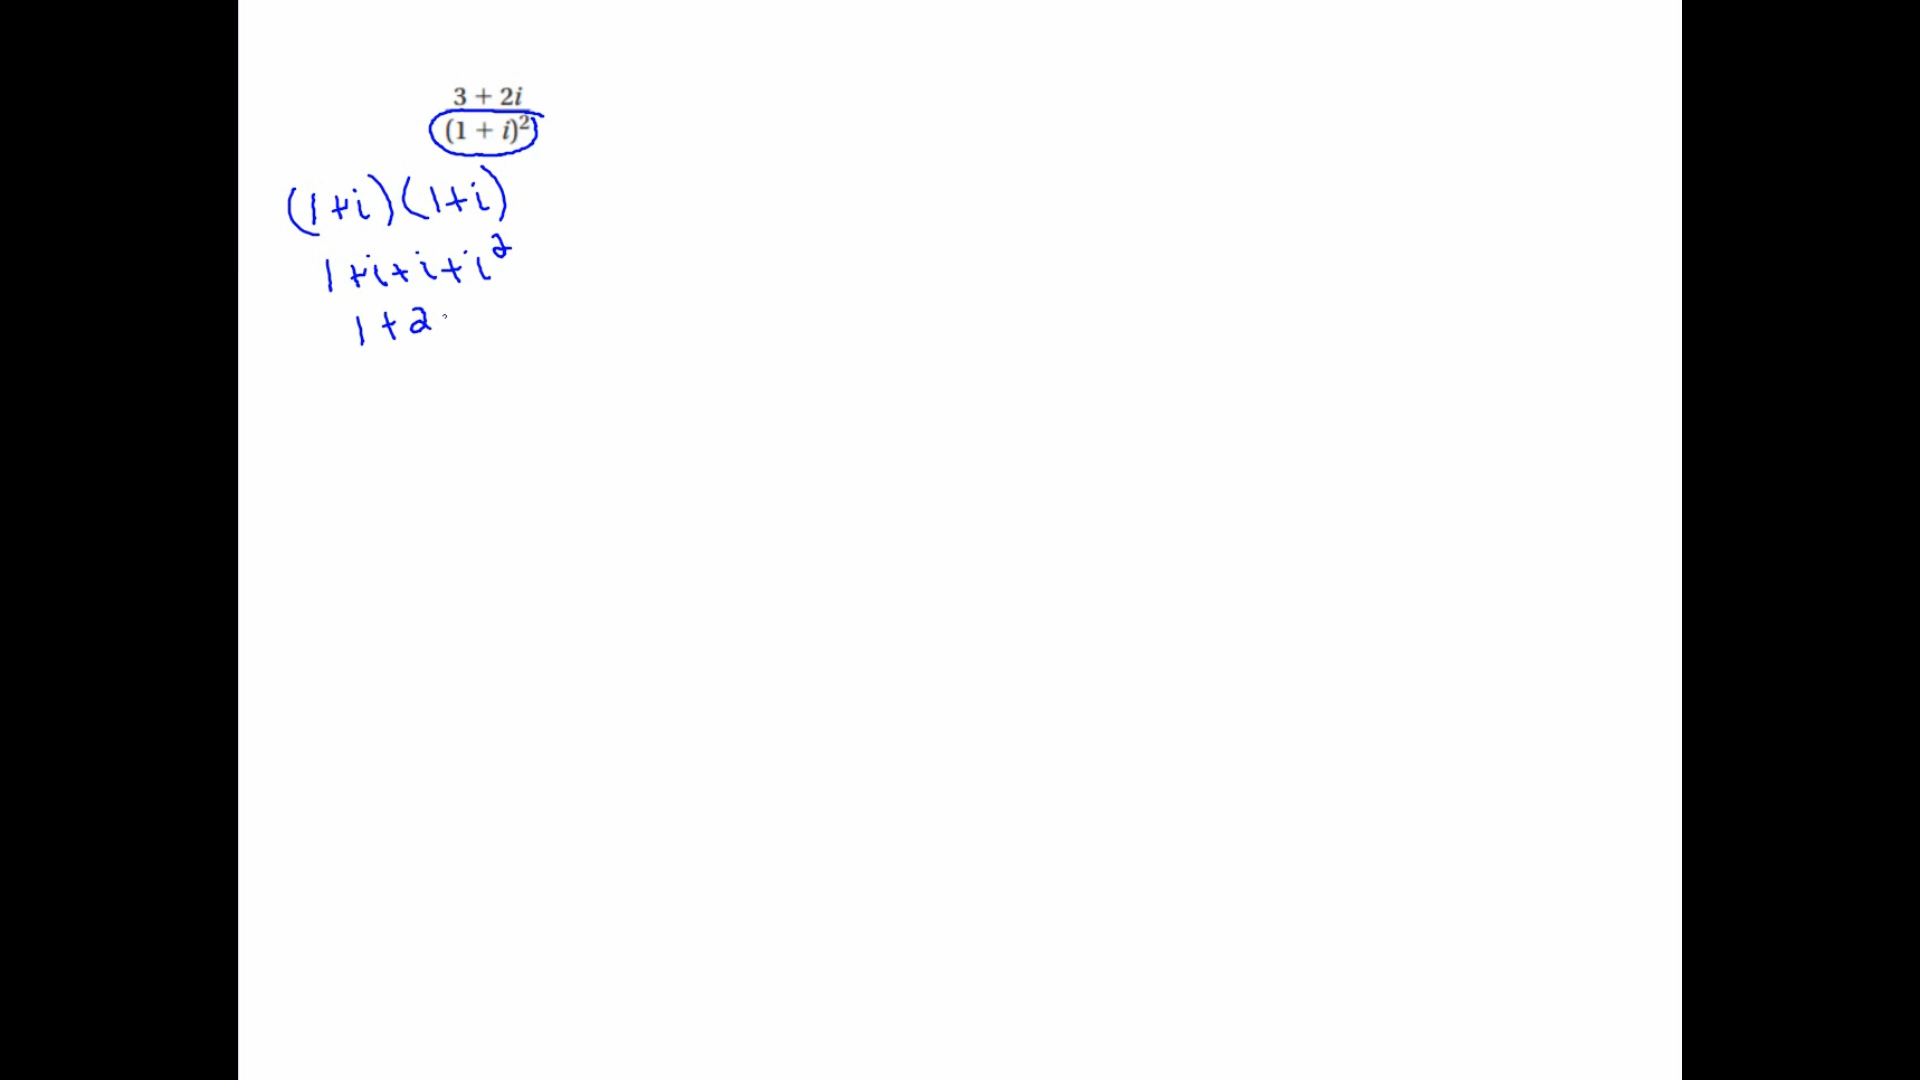 3 + 2i
(1 + i)²
(1+i)(1+i)
1+i+i+i²
1+2